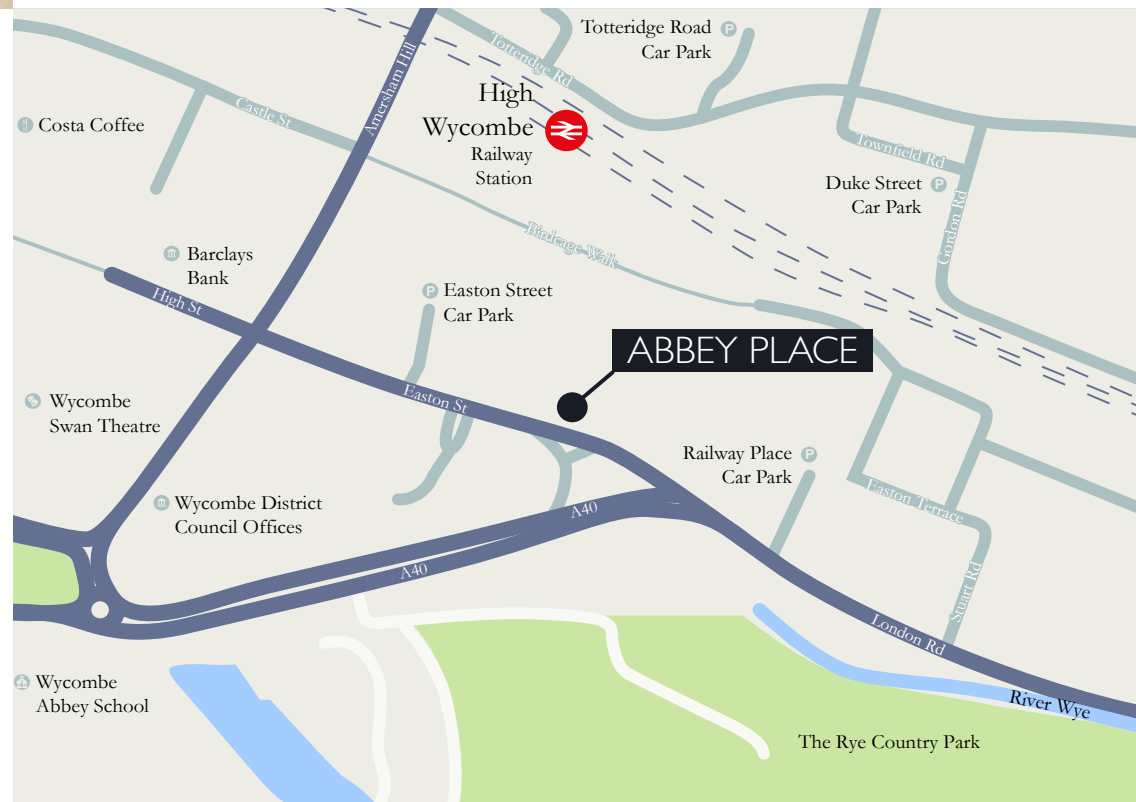 Totteridge Road
Car Park
Amersham Hill
Totteridge Rd
High
Wycombe
Railway
Station
Castle St
Costa Coffee
Townfield Rd
Duke Street
Car Park
Gordon Rd
Birdcage Walk
Barclays
Bank
High St
Easton Street
Car Park
ABBEY PLACE
Easton St
Wycombe
Swan Theatre
Railway Place
Car Park
Easton Terrace
Wycombe District
Council Offices
A40
A40
Stuart Rd
London Rd
Wycombe
Abbey School
River Wye
The Rye Country Park
P
P
P
P